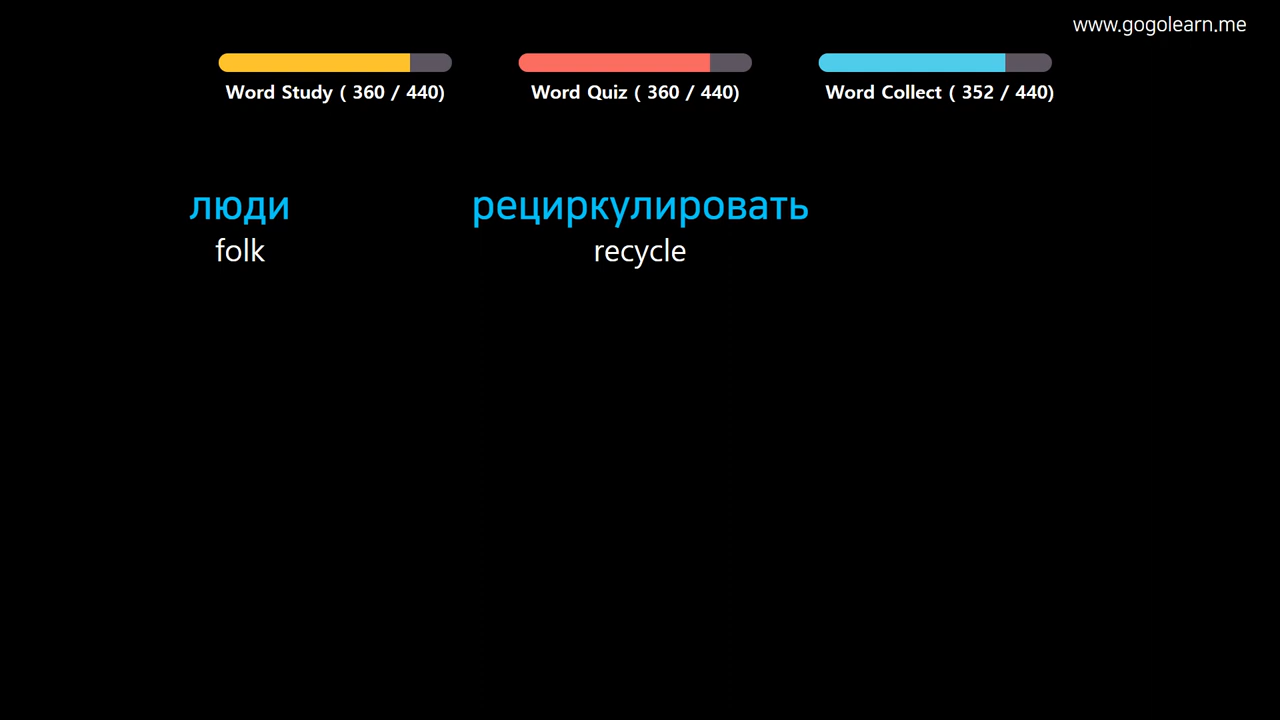 www.gogolearn.me
Word Study ( 360 / 440)
Word Quiz ( 360 / 440)
Word Collect ( 352 / 440)
люди
folk
рециркулировать
recycle